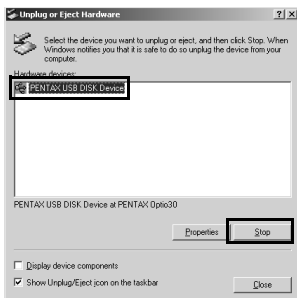 Unplug or Eject Hardware
Select the device you want to unplug or eject, and then click Stop. When
Windows notifies you that it is safe to do so unplug the device from your
computer.
Hardware devices:
PENTAX USB DISK Device
PENTAX USB DISK Device at PENTAX Optio30
Properties Stop
Display device components
Show Unplug/Eject icon on the taskbar
Close